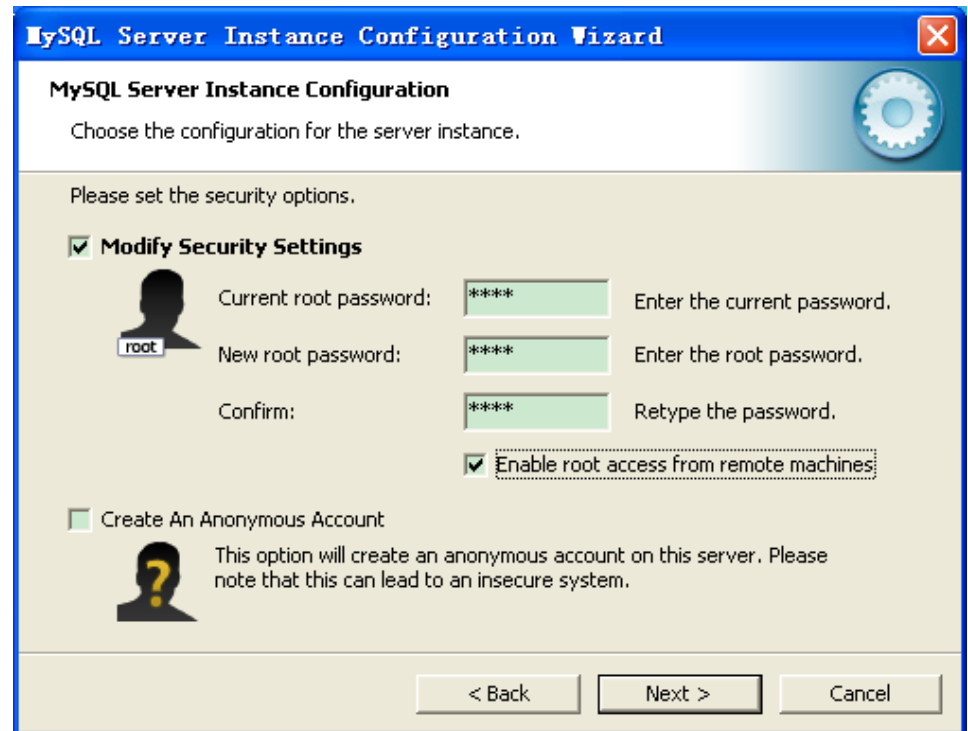 MySQL Server Instance Configuration Wizard
MySQL Server Instance Configuration
Choose the configuration for the server instance.
Please set the security options.
Modify Security Settings
Current root password: **** Enter the current password.
root
New root password: **** Enter the root password.
Confirm: **** Retype the password.
Enable root access from remote machines
Create An Anonymous Account
This option will create an anonymous account on this server. Please
note that this can lead to an insecure system.
?
< Back Next > Cancel